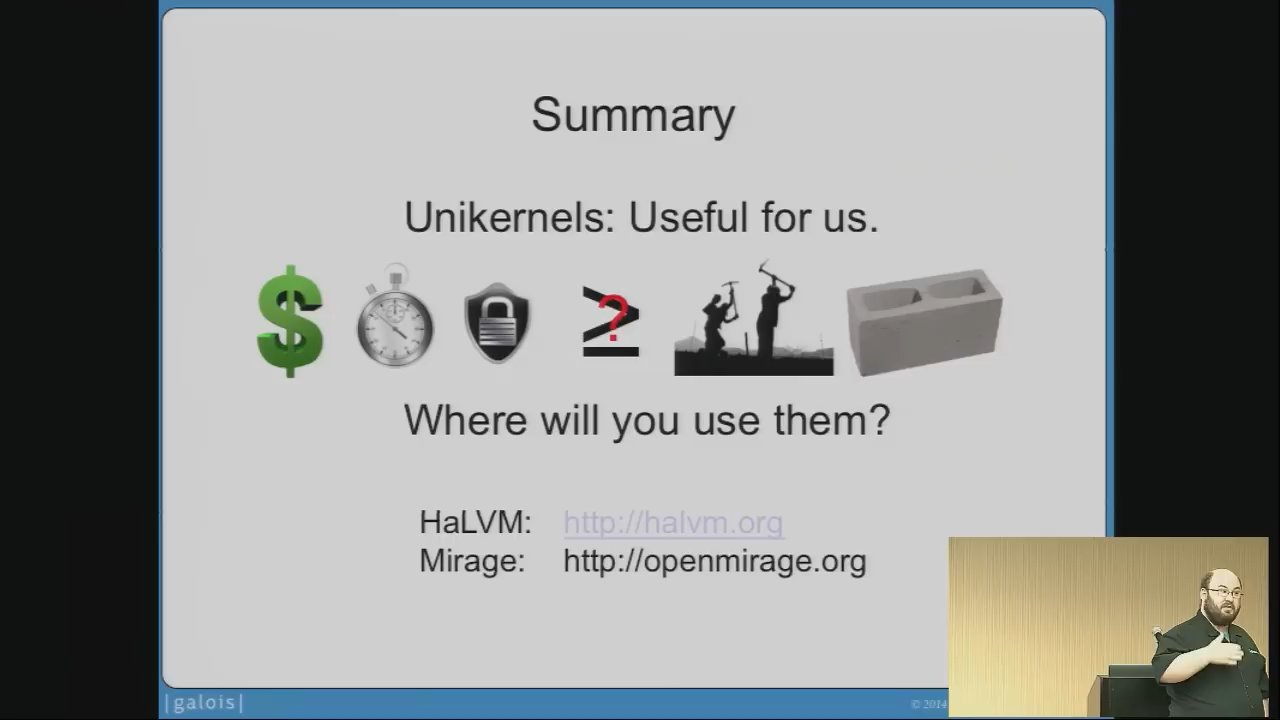 Summary
Unikernels: Useful for us.
≥ ?
Where will you use them?
HaLVM: http://halvm.org
Mirage: http://openmirage.org
|galois|
© 2014